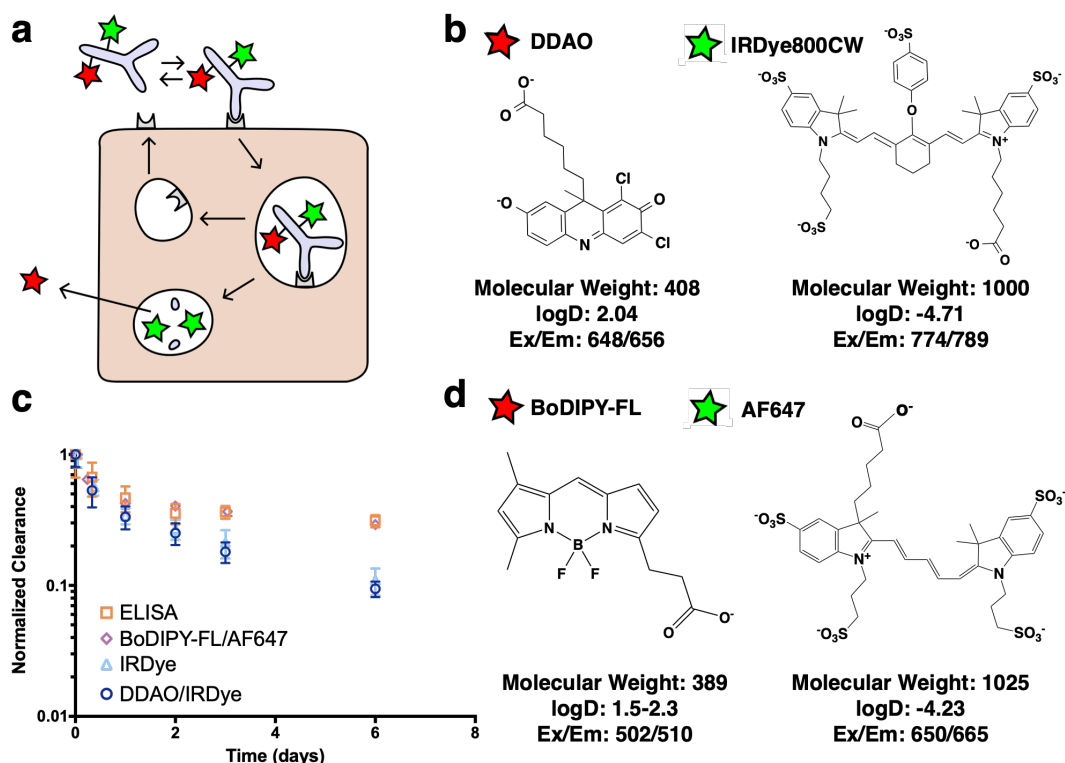 a
b
DDAO
IRDye800CW
O-
O
-O
Cl
O
N
Cl
-O3S
-O3S
SO3-
O
N
N+
-O3S
-O
O
Molecular Weight: 408
logD: 2.04
Ex/Em: 648/656
Molecular Weight: 1000
logD: -4.71
Ex/Em: 774/789
c
Normalized Clearance
1
0.1
0.01
0
2
4
6
8
Time (days)
ELISA
BoDIPY-FL/AF647
IRDye
DDAO/IRDye
d
BoDIPY-FL
AF647
N
N
B
F
F
O-
O
O
O-
-O3S
SO3-
N+
N
-O3S
SO3-
Molecular Weight: 389
logD: 1.5-2.3
Ex/Em: 502/510
Molecular Weight: 1025
logD: -4.23
Ex/Em: 650/665